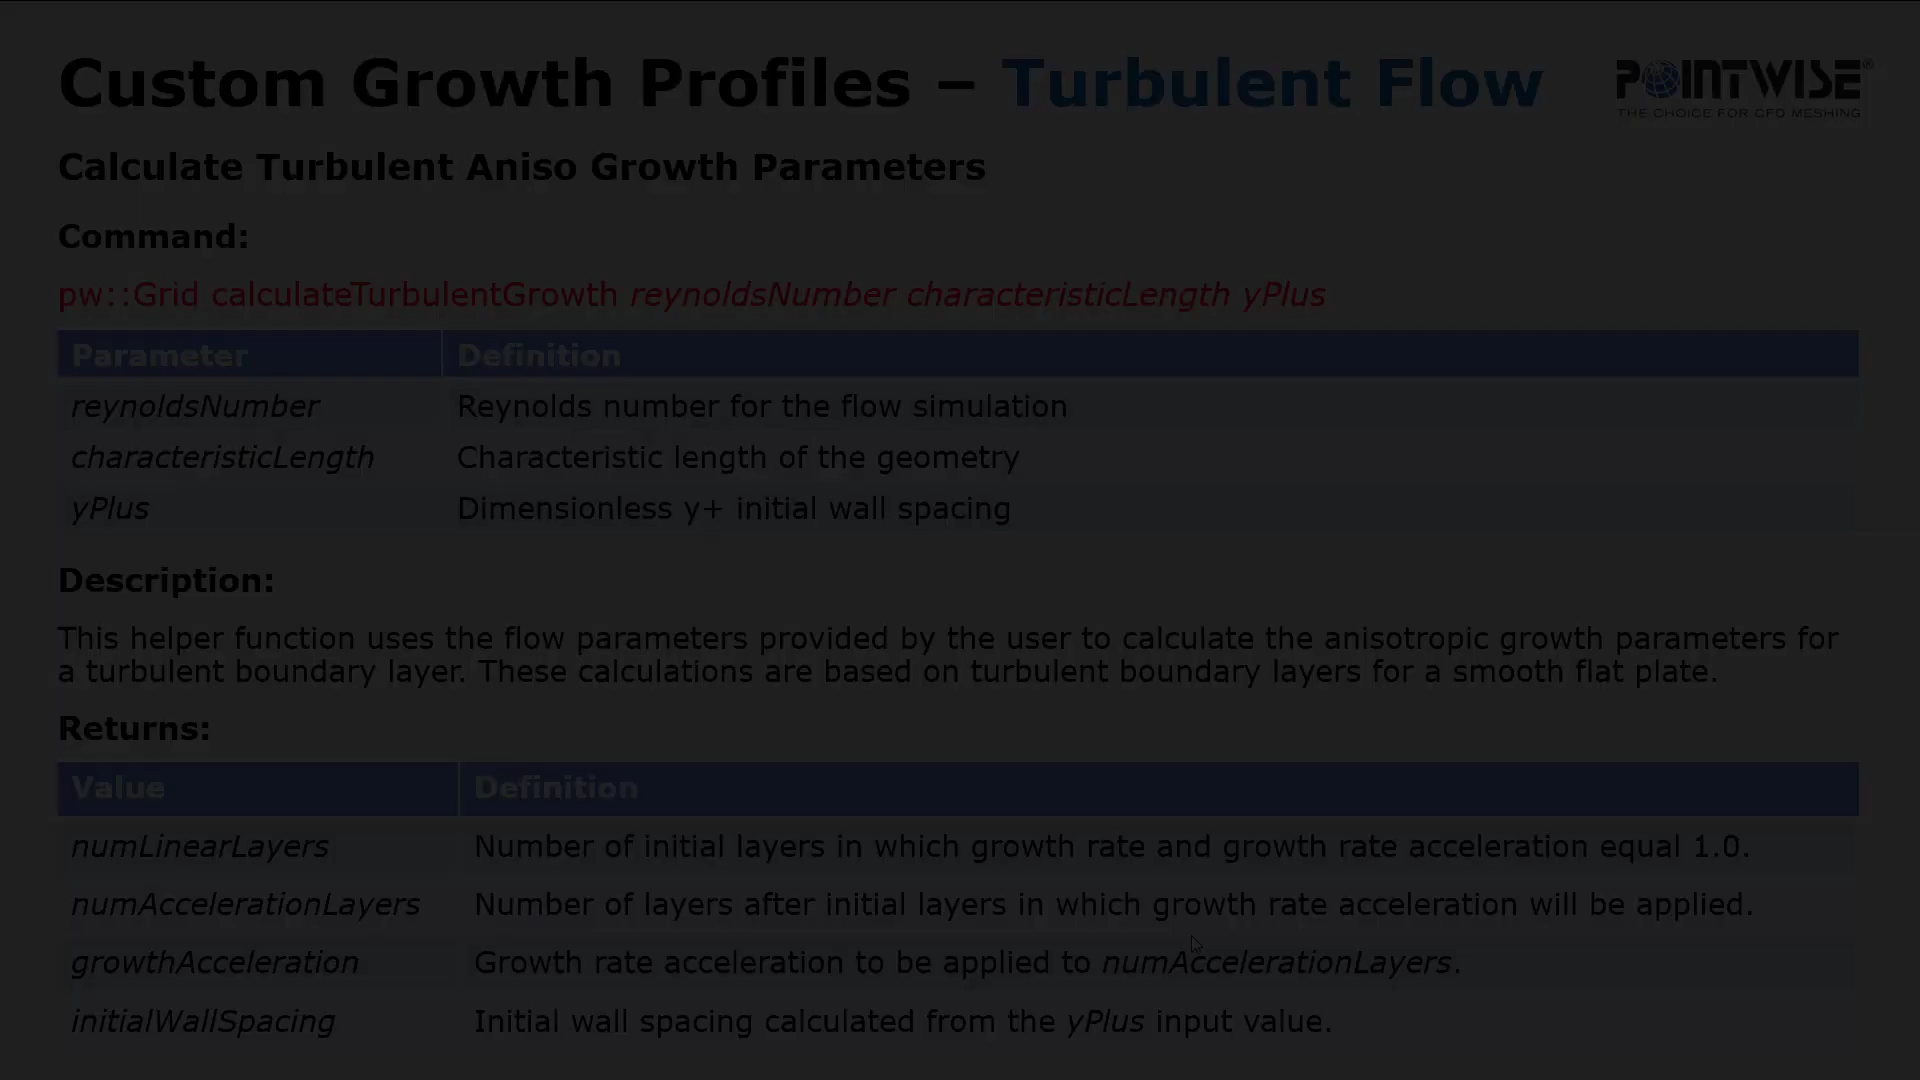 Custom Growth Profiles – Turbulent Flow
POINTWISE®
THE CHOICE FOR CFD MESHING
Calculate Turbulent Aniso Growth Parameters
Command:
pw::Grid calculateTurbulentGrowth reynoldsNumber characteristicLength yPlus
Parameter Definition
reynoldsNumber Reynolds number for the flow simulation
characteristicLength Characteristic length of the geometry
yPlus Dimensionless y+ initial wall spacing
Description:
This helper function uses the flow parameters provided by the user to calculate the anisotropic growth parameters for
a turbulent boundary layer. These calculations are based on turbulent boundary layers for a smooth flat plate.
Returns:
Value Definition
numLinearLayers Number of initial layers in which growth rate and growth rate acceleration equal 1.0.
numAccelerationLayers Number of layers after initial layers in which growth rate acceleration will be applied.
growthAcceleration Growth rate acceleration to be applied to numAccelerationLayers.
initialWallSpacing Initial wall spacing calculated from the yPlus input value.